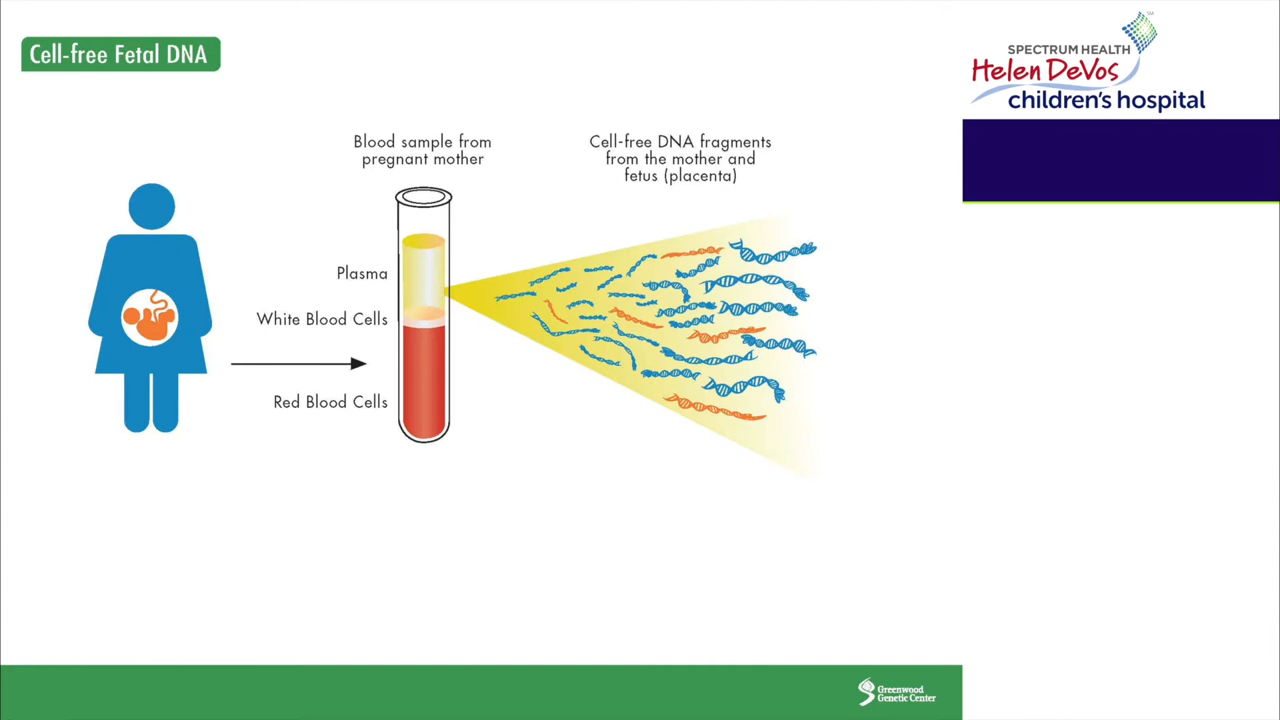 Cell-free Fetal DNA
SPECTRUM HEALTH
Helen DeVos
children's hospital
Blood sample from
pregnant mother
Cell-free DNA fragments
from the mother and
fetus (placenta)
Plasma
White Blood Cells
Red Blood Cells
Greenwood
Genetic Center